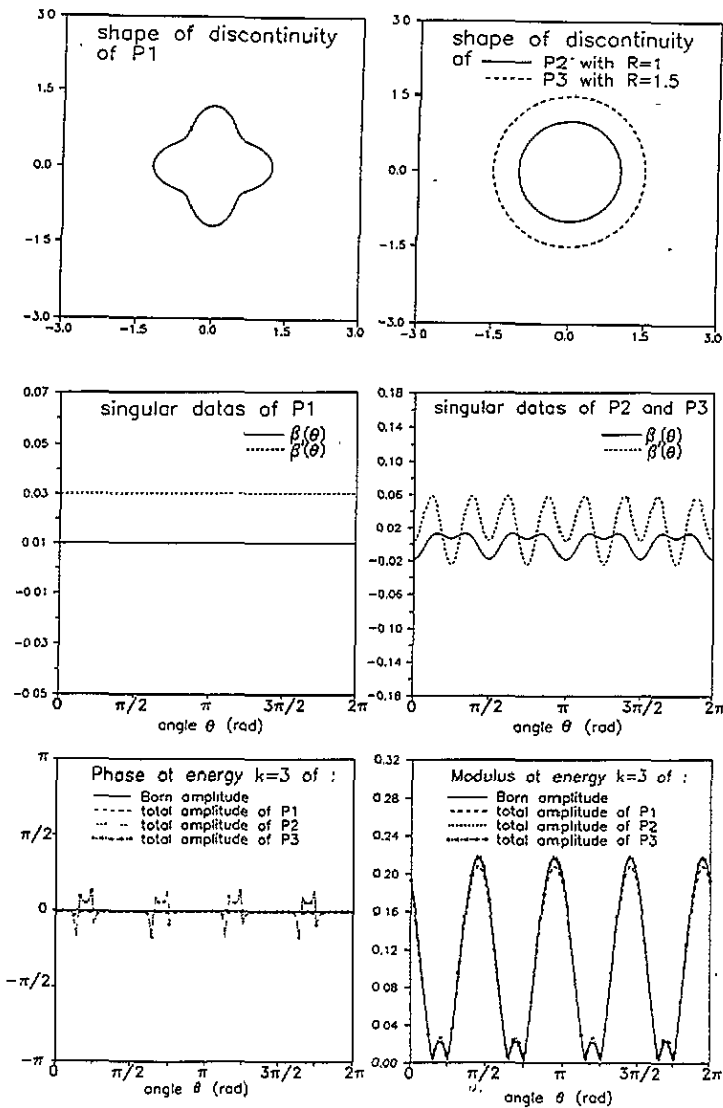 shape of discontinuity
of P1
3.0
1.5
0.0
-1.5
-3.0
-3.0 -1.5 0.0 1.5 3.0
shape of discontinuity
of P2 with R=1
P3 with R=1.5
3.0
1.5
0.0
-1.5
-3.0
-3.0 -1.5 0.0 1.5 3.0
singular datas of P1
β(θ)
β'(θ)
0.07
0.05
0.03
0.01
-0.01
-0.03
-0.05
0 π/2 π 3π/2 2π
angle θ (rad)
singular datas of P2 and P3
β(θ)
β'(θ)
0.18
0.14
0.10
0.06
0.02
-0.02
-0.06
-0.12
-0.18
0 π/2 π 3π/2 2π
angle θ (rad)
Phase at energy k=3 of :
Born amplitude
total amplitude of P1
total amplitude of P2
total amplitude of P3
π
π/2
0
-π/2
-π
0 π/2 π 3π/2 2π
angle θ (rad)
Modulus at energy k=3 of :
Born amplitude
total amplitude of P1
total amplitude of P2
total amplitude of P3
0.32
0.28
0.24
0.20
0.16
0.12
0.08
0.04
0.00
0 π/2 π 3π/2 2π
angle θ (rad)